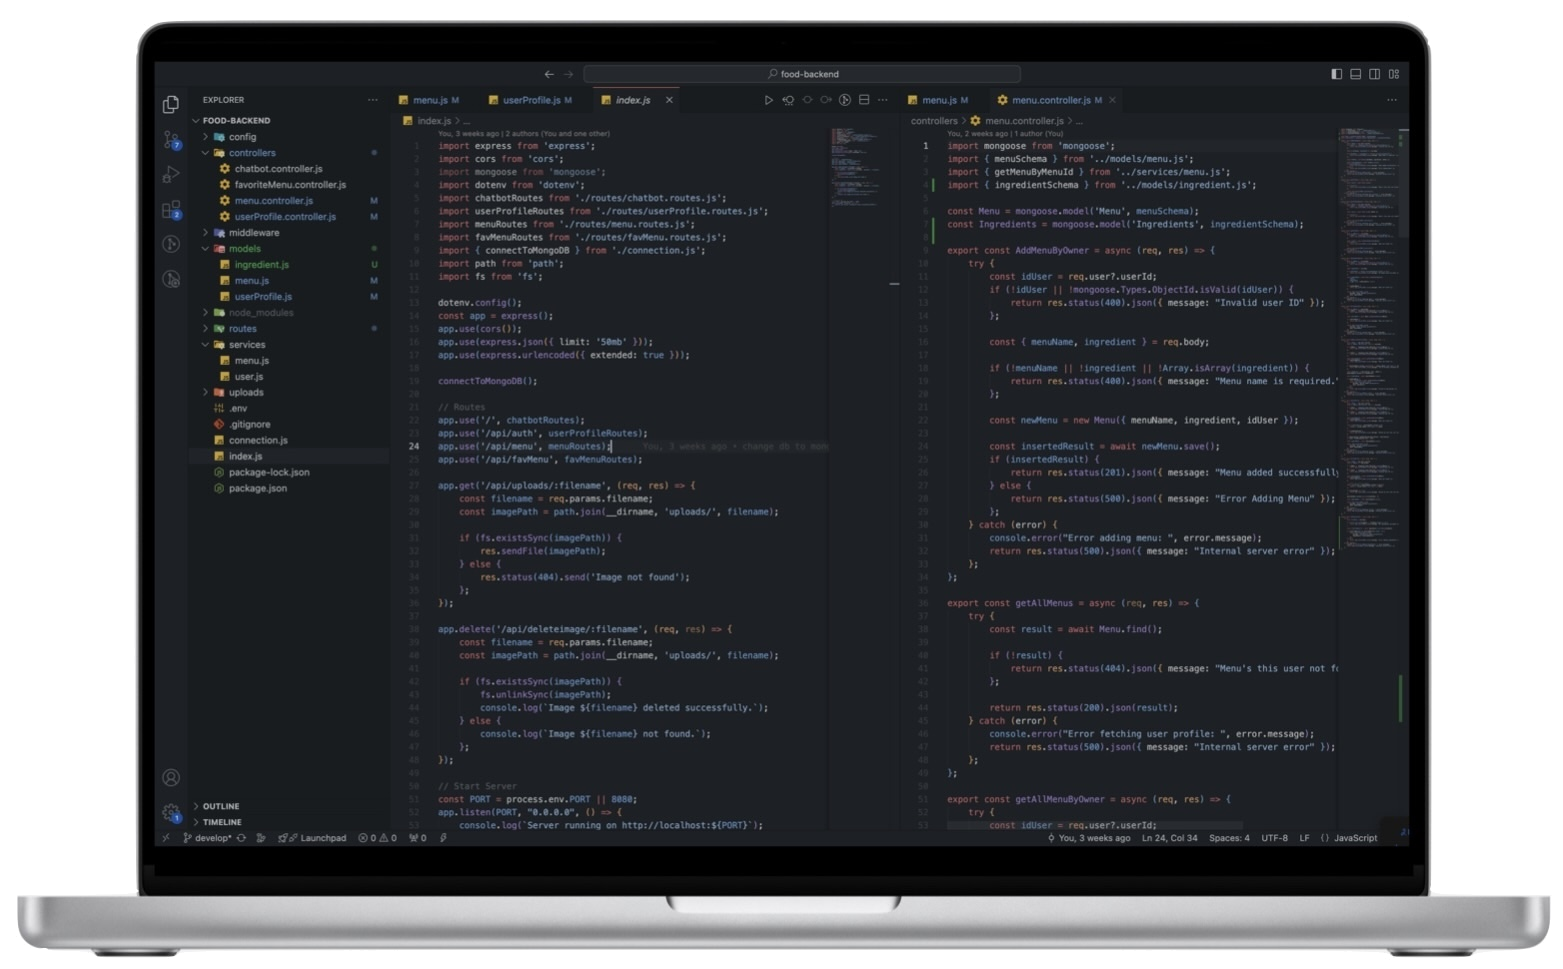 food-backend
EXPLORER
FOOD-BACKEND
config
controllers
chatbot.controller.js
favoriteMenu.controller.js
menu.controller.js M
userProfile.controller.js M
middleware
models
ingredient.js U
menu.js M
userProfile.js M
node_modules
routes
services
menu.js
user.js
uploads
.env
.gitignore
connection.js
index.js
package-lock.json
package.json
OUTLINE
TIMELINE
7
2
1
menu.js M userProfile.js M index.js
index.js > ...
You, 3 weeks ago | 2 authors (You and one other)
1 import express from 'express';
2 import cors from 'cors';
3 import mongoose from 'mongoose';
4 import dotenv from 'dotenv';
5 import chatbotRoutes from './routes/chatbot.routes.js';
6 import userProfileRoutes from './routes/userProfile.routes.js';
7 import menuRoutes from './routes/menu.routes.js';
8 import favMenuRoutes from './routes/favMenu.routes.js';
9 import { connectToMongoDB } from './connection.js';
10 import path from 'path';
11 import fs from 'fs';
12
13 dotenv.config();
14 const app = express();
15 app.use(cors());
16 app.use(express.json({ limit: '50mb' }));
17 app.use(express.urlencoded({ extended: true }));
18
19 connectToMongoDB();
20
21 // Routes
22 app.use('/', chatbotRoutes);
23 app.use('/api/auth', userProfileRoutes);
24 app.use('/api/menu', menuRoutes); You, 3 weeks ago • change db to mon
25 app.use('/api/favMenu', favMenuRoutes);
26
27 app.get('/api/uploads/:filename', (req, res) => {
28 const filename = req.params.filename;
29 const imagePath = path.join(__dirname, 'uploads/', filename);
30
31 if (fs.existsSync(imagePath)) {
32 res.sendFile(imagePath);
33 } else {
34 res.status(404).send('Image not found');
35 };
36 });
37
38 app.delete('/api/deleteimage/:filename', (req, res) => {
39 const filename = req.params.filename;
40 const imagePath = path.join(__dirname, 'uploads/', filename);
41
42 if (fs.existsSync(imagePath)) {
43 fs.unlinkSync(imagePath);
44 console.log(`Image ${filename} deleted successfully.`);
45 } else {
46 console.log(`Image ${filename} not found.`);
47 };
48 });
49
50 // Start Server
51 const PORT = process.env.PORT || 8080;
52 app.listen(PORT, "0.0.0.0", () => {
53 console.log(`Server running on http://localhost:${PORT}`);
menu.js M menu.controller.js M
controllers > menu.controller.js > ...
You, 2 weeks ago | 1 author (You)
1 import mongoose from 'mongoose';
2 import { menuSchema } from '../models/menu.js';
3 import { getMenuByMenuId } from '../services/menu.js';
4 import { ingredientSchema } from '../models/ingredient.js';
5
6 const Menu = mongoose.model('Menu', menuSchema);
7 const Ingredients = mongoose.model('Ingredients', ingredientSchema);
8
9 export const AddMenuByOwner = async (req, res) => {
10 try {
11 const idUser = req.user?.userId;
12 if (!idUser || !mongoose.Types.ObjectId.isValid(idUser)) {
13 return res.status(400).json({ message: "Invalid user ID" });
14 };
15
16 const { menuName, ingredient } = req.body;
17
18 if (!menuName || !ingredient || !Array.isArray(ingredient)) {
19 return res.status(400).json({ message: "Menu name is required."
20 };
21
22 const newMenu = new Menu({ menuName, ingredient, idUser });
23
24 const insertedResult = await newMenu.save();
25 if (insertedResult) {
26 return res.status(201).json({ message: "Menu added successfully
27 } else {
28 return res.status(500).json({ message: "Error Adding Menu" });
29 };
30 } catch (error) {
31 console.error("Error adding menu: ", error.message);
32 return res.status(500).json({ message: "Internal server error" });
33 };
34 };
35
36 export const getAllMenus = async (req, res) => {
37 try {
38 const result = await Menu.find();
39
40 if (!result) {
41 return res.status(404).json({ message: "Menu's this user not fo
42 };
43
44 return res.status(200).json(result);
45 } catch (error) {
46 console.error("Error fetching user profile: ", error.message);
47 return res.status(500).json({ message: "Internal server error" });
48 };
49 };
50
51 export const getAllMenuByOwner = async (req, res) => {
52 try {
53 const idUser = req.user?.userId;
develop* Launchpad 0 0 0 You, 3 weeks ago Ln 24, Col 34 Spaces: 4 UTF-8 LF {} JavaScript